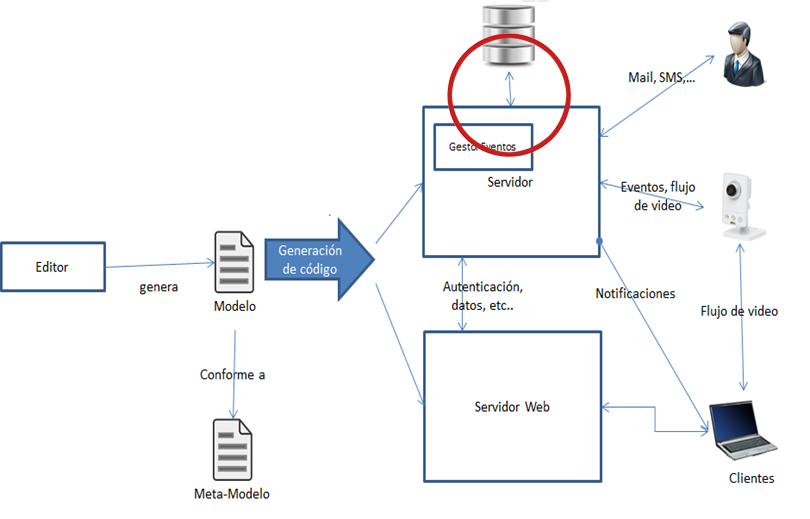 Mail, SMS,...
Gestor Eventos
Servidor
Eventos, flujo
de video
Generación
de código
Editor
genera
Modelo
Autenticación,
datos, etc..
Notificaciones
Flujo de video
Conforme a
Servidor Web
Meta-Modelo
Clientes